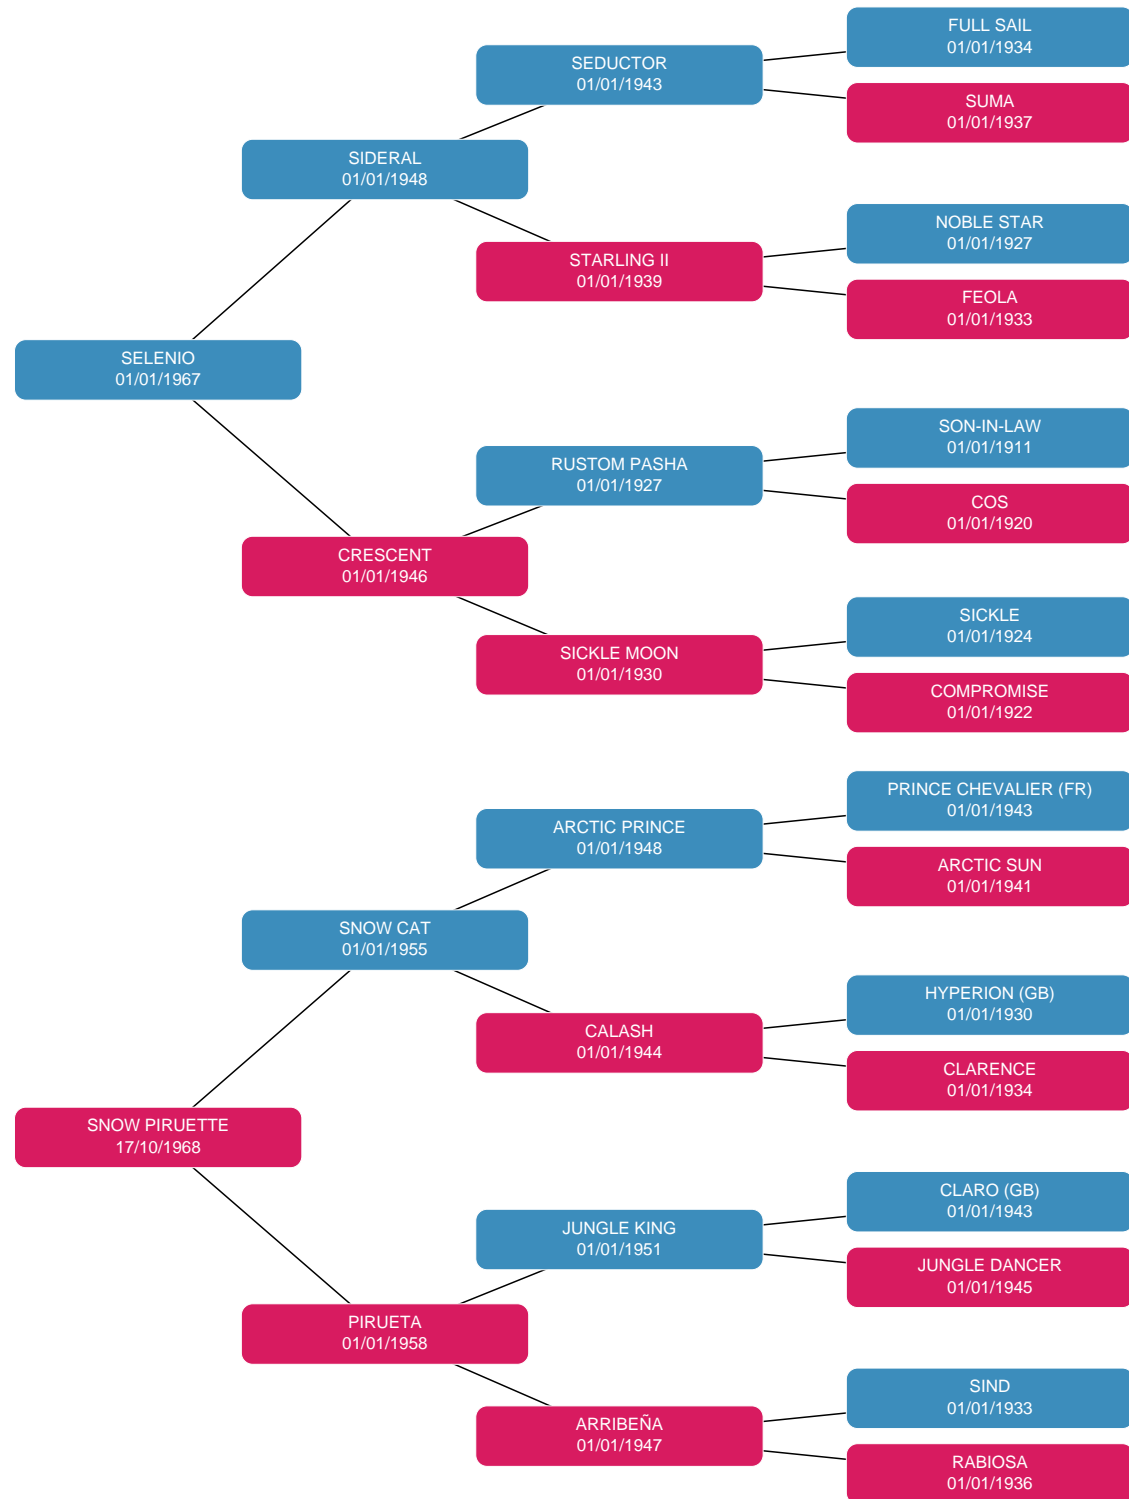 FULL SAIL
01/01/1934
SEDUCTOR
01/01/1943
SUMA
01/01/1937
SIDERAL
01/01/1948
NOBLE STAR
01/01/1927
STARLING II
01/01/1939
FEOLA
01/01/1933
SELENIO
01/01/1967
SON-IN-LAW
01/01/1911
RUSTOM PASHA
01/01/1927
COS
01/01/1920
CRESCENT
01/01/1946
SICKLE
01/01/1924
SICKLE MOON
01/01/1930
COMPROMISE
01/01/1922
PRINCE CHEVALIER (FR)
01/01/1943
ARCTIC PRINCE
01/01/1948
ARCTIC SUN
01/01/1941
SNOW CAT
01/01/1955
HYPERION (GB)
01/01/1930
CALASH
01/01/1944
CLARENCE
01/01/1934
SNOW PIRUETTE
17/10/1968
CLARO (GB)
01/01/1943
JUNGLE KING
01/01/1951
JUNGLE DANCER
01/01/1945
PIRUETA
01/01/1958
SIND
01/01/1933
ARRIBEÑA
01/01/1947
RABIOSA
01/01/1936